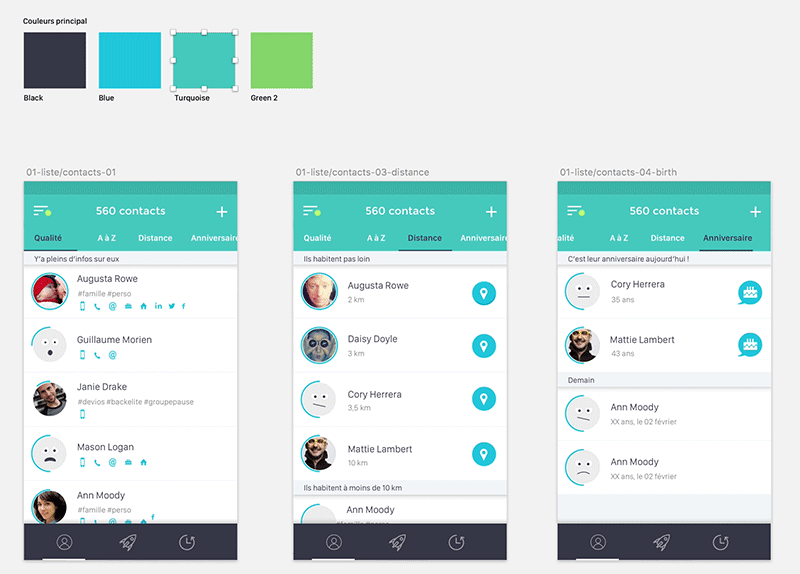 Couleurs principal
Black
Blue
Turquoise
Green 2
01-liste/contacts-01
560 contacts
Qualité
A à Z
Distance
Anniversaire
Y'a pleins d'infos sur eux
Augusta Rowe
#famille #perso
Guillaume Morien
Janie Drake
#devios #backelite #groupepause
Mason Logan
Ann Moody
#famille #perso
01-liste/contacts-03-distance
560 contacts
Qualité
A à Z
Distance
Anniversaire
Ils habitent pas loin
Augusta Rowe
2 km
Daisy Doyle
3 km
Cory Herrera
3,5 km
Mattie Lambert
10 km
Ils habitent à moins de 10 km
Ann Moody
#famille #perso
01-liste/contacts-04-birth
560 contacts
alité
A à Z
Distance
Anniversaire
C'est leur anniversaire aujourd'hui !
Cory Herrera
35 ans
Mattie Lambert
43 ans
Demain
Ann Moody
XX ans, le 02 février
Ann Moody
XX ans, le 02 février